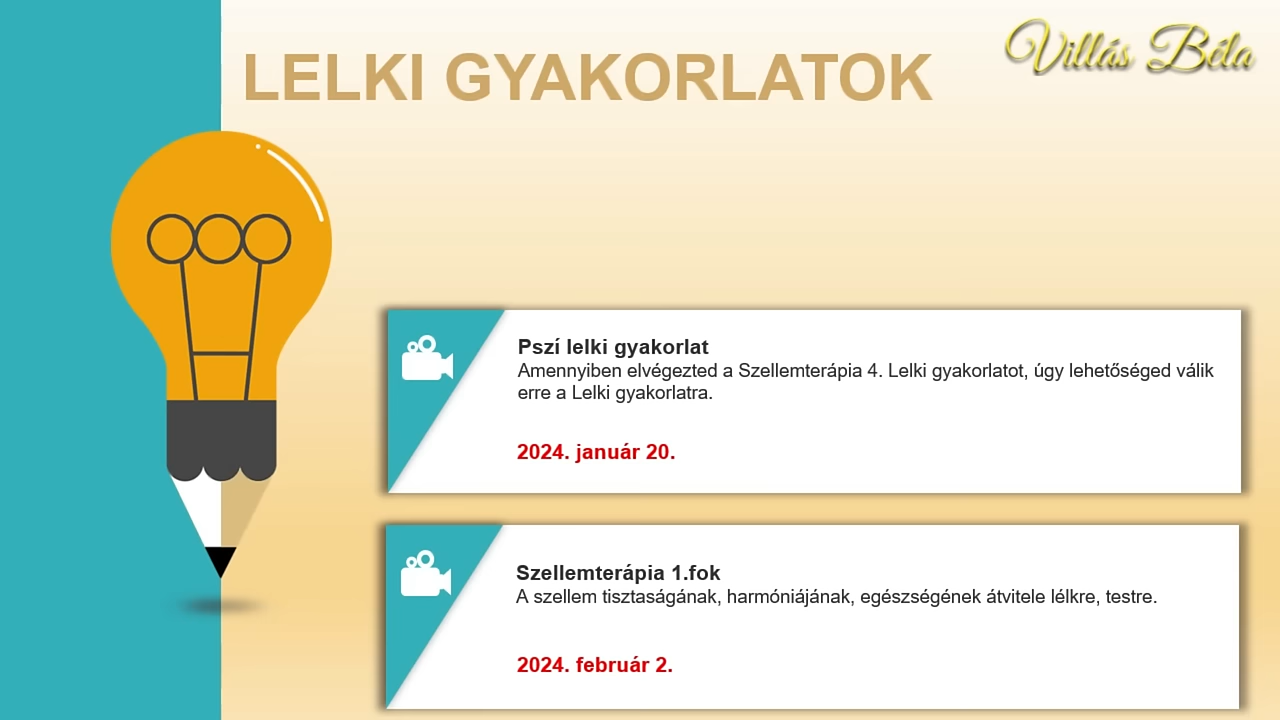 LELKI GYAKORLATOK
Villás Béla
Pszí lelki gyakorlat
Amennyiben elvégezted a Szellemterápia 4. Lelki gyakorlatot, úgy lehetőséged válik
erre a Lelki gyakorlatra.
2024. január 20.
Szellemterápia 1.fok
A szellem tisztaságának, harmóniájának, egészségének átvitele lélkre, testre.
2024. február 2.